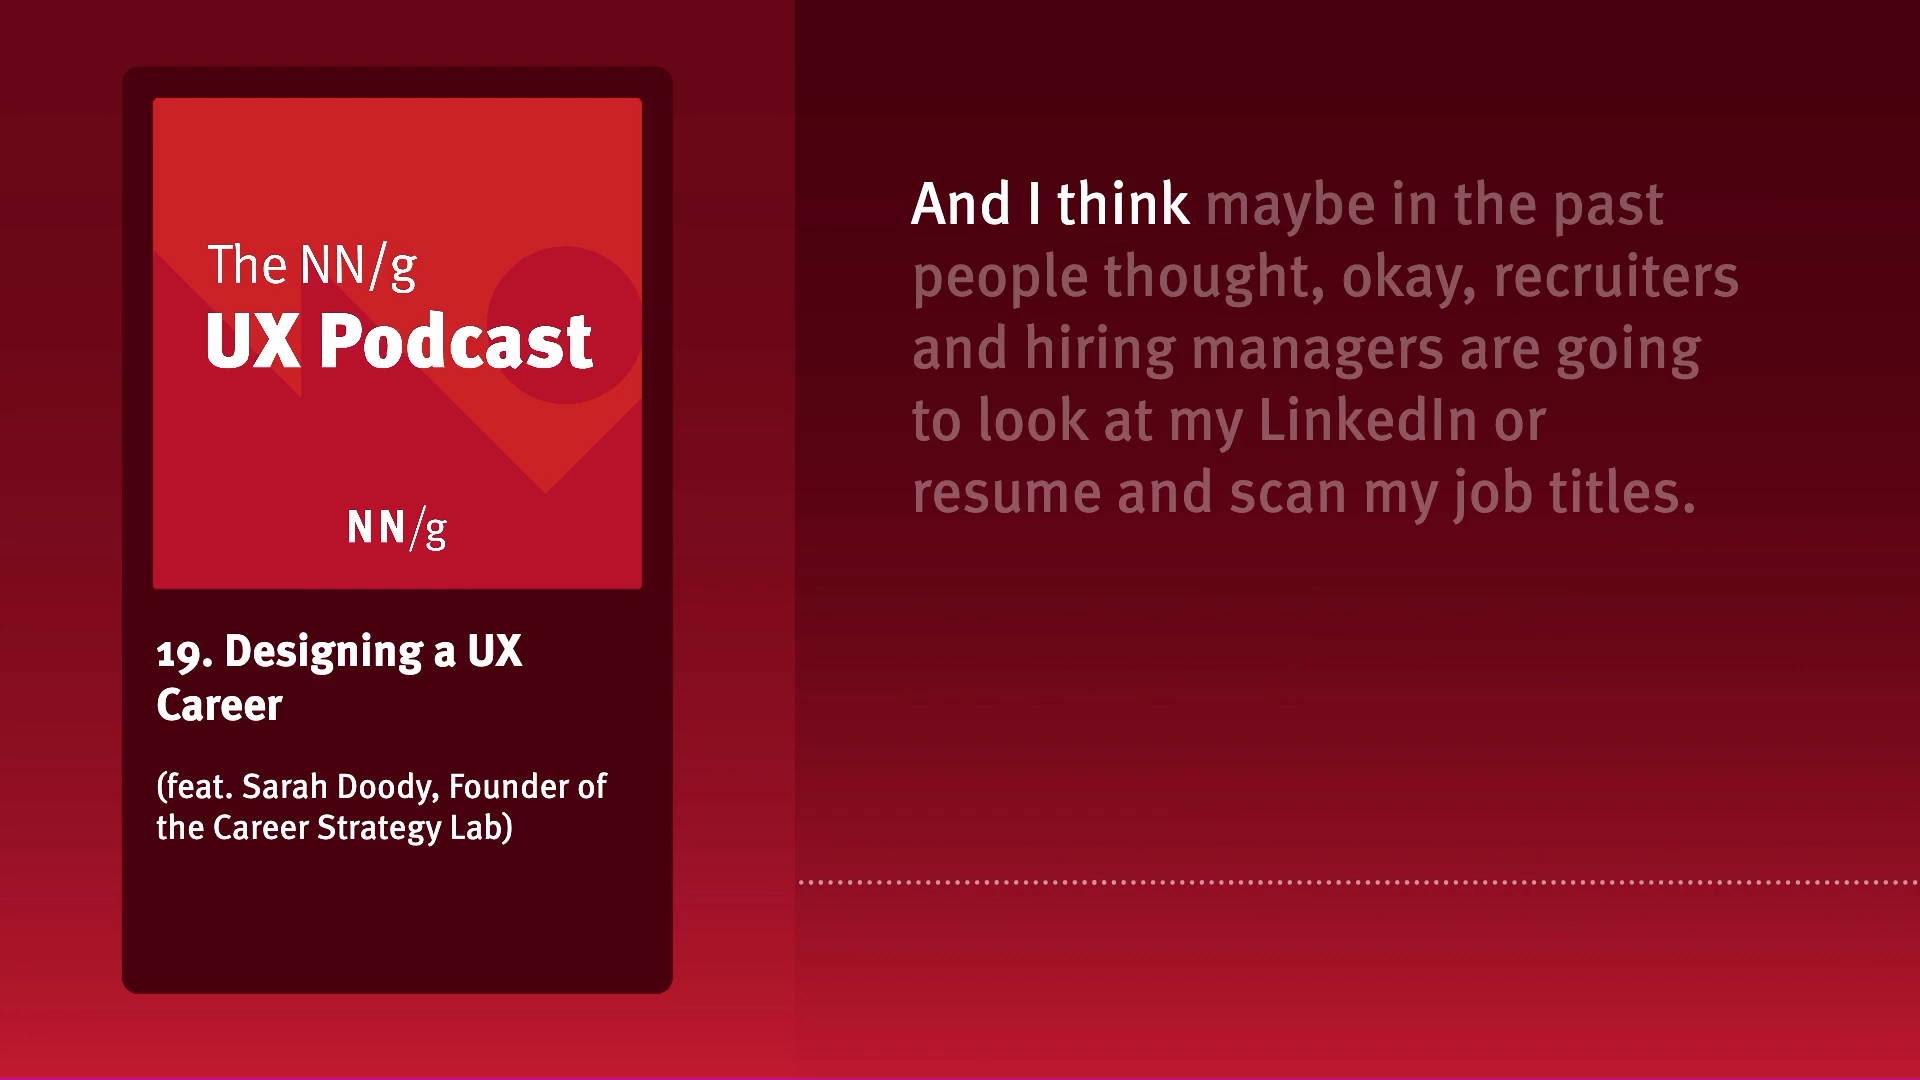 The NN/g
UX Podcast
NN/g
19. Designing a UX
Career
(feat. Sarah Doody, Founder of
the Career Strategy Lab)
And I think maybe in the past
people thought, okay, recruiters
and hiring managers are going
to look at my LinkedIn or
resume and scan my job titles.